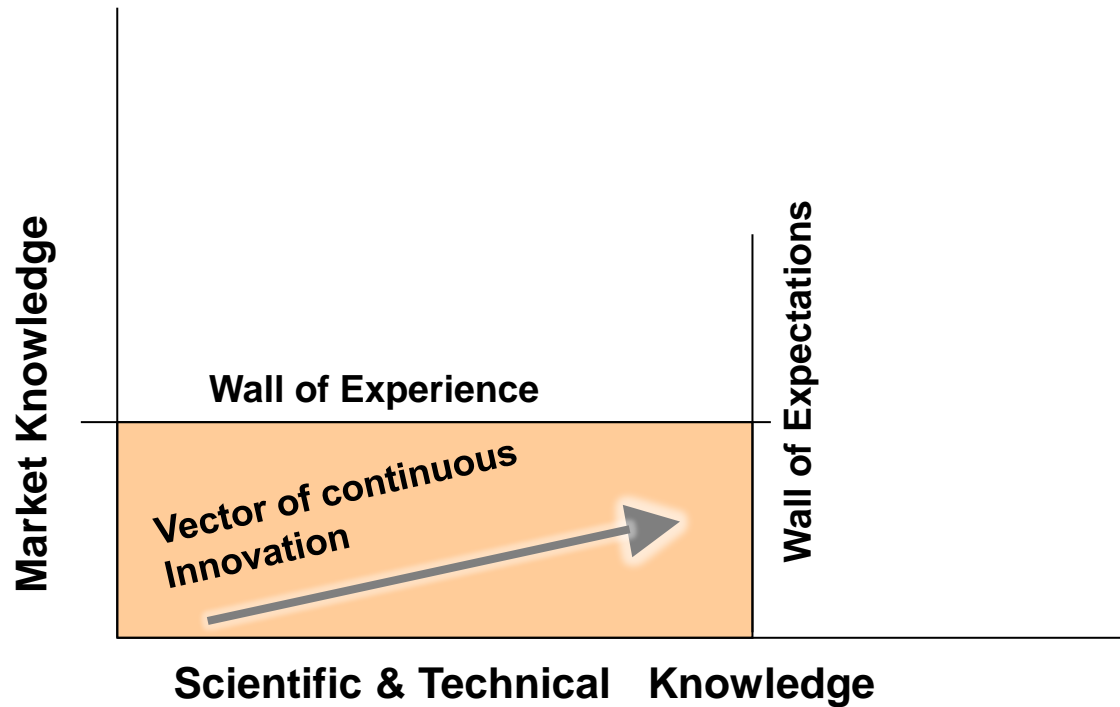 Market Knowledge
Wall of Experience
Wall of Expectations
Vector of continuous
Innovation
Scientific & Technical Knowledge